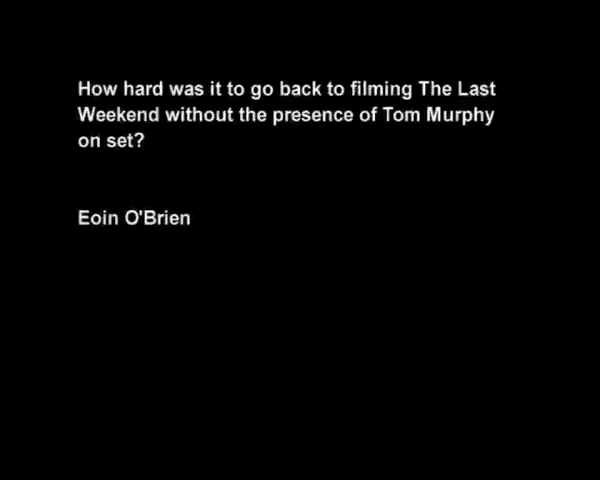 How hard was it to go back to filming The Last
Weekend without the presence of Tom Murphy
on set?
Eoin O'Brien